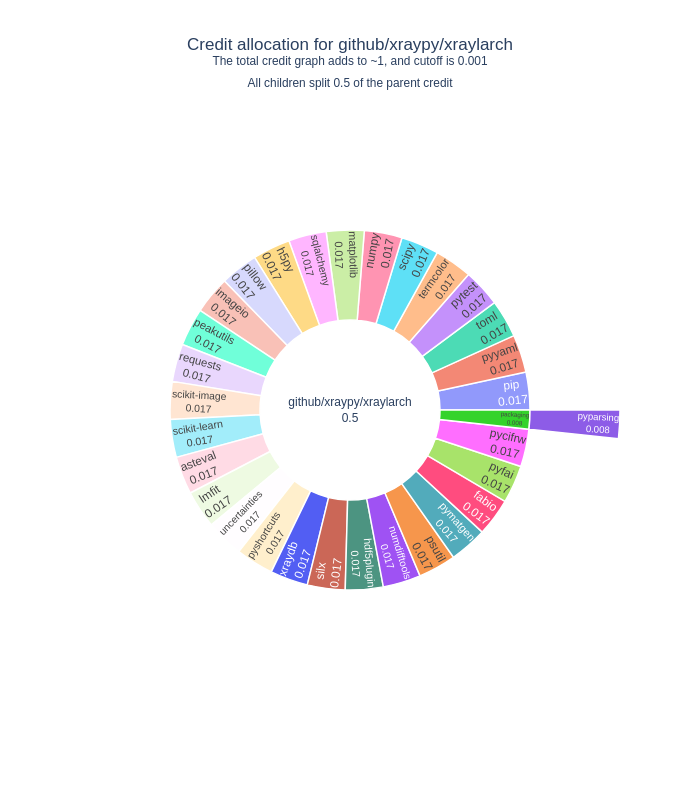 Credit allocation for github/xraypy/xraylarch
The total credit graph adds to ~1, and cutoff is 0.001
All children split 0.5 of the parent credit
github/xraypy/xraylarch
0.5
pip
0.017
pyyaml
0.017
toml
0.017
pytest
0.017
termcolor
0.017
scipy
0.017
numpy
0.017
matplotlib
0.017
sqlalchemy
0.017
h5py
0.017
pillow
0.017
imageio
0.017
peakutils
0.017
requests
0.017
scikit-image
0.017
scikit-learn
0.017
asteval
0.017
lmfit
0.017
uncertainties
0.017
pyshortcuts
0.017
xraydb
0.017
silx
0.017
hdf5plugin
0.017
numdifftools
0.017
psutil
0.017
pymatgen
0.017
fabio
0.017
pyfai
0.017
pycifrw
0.017
packaging
0.008
pyparsing
0.008